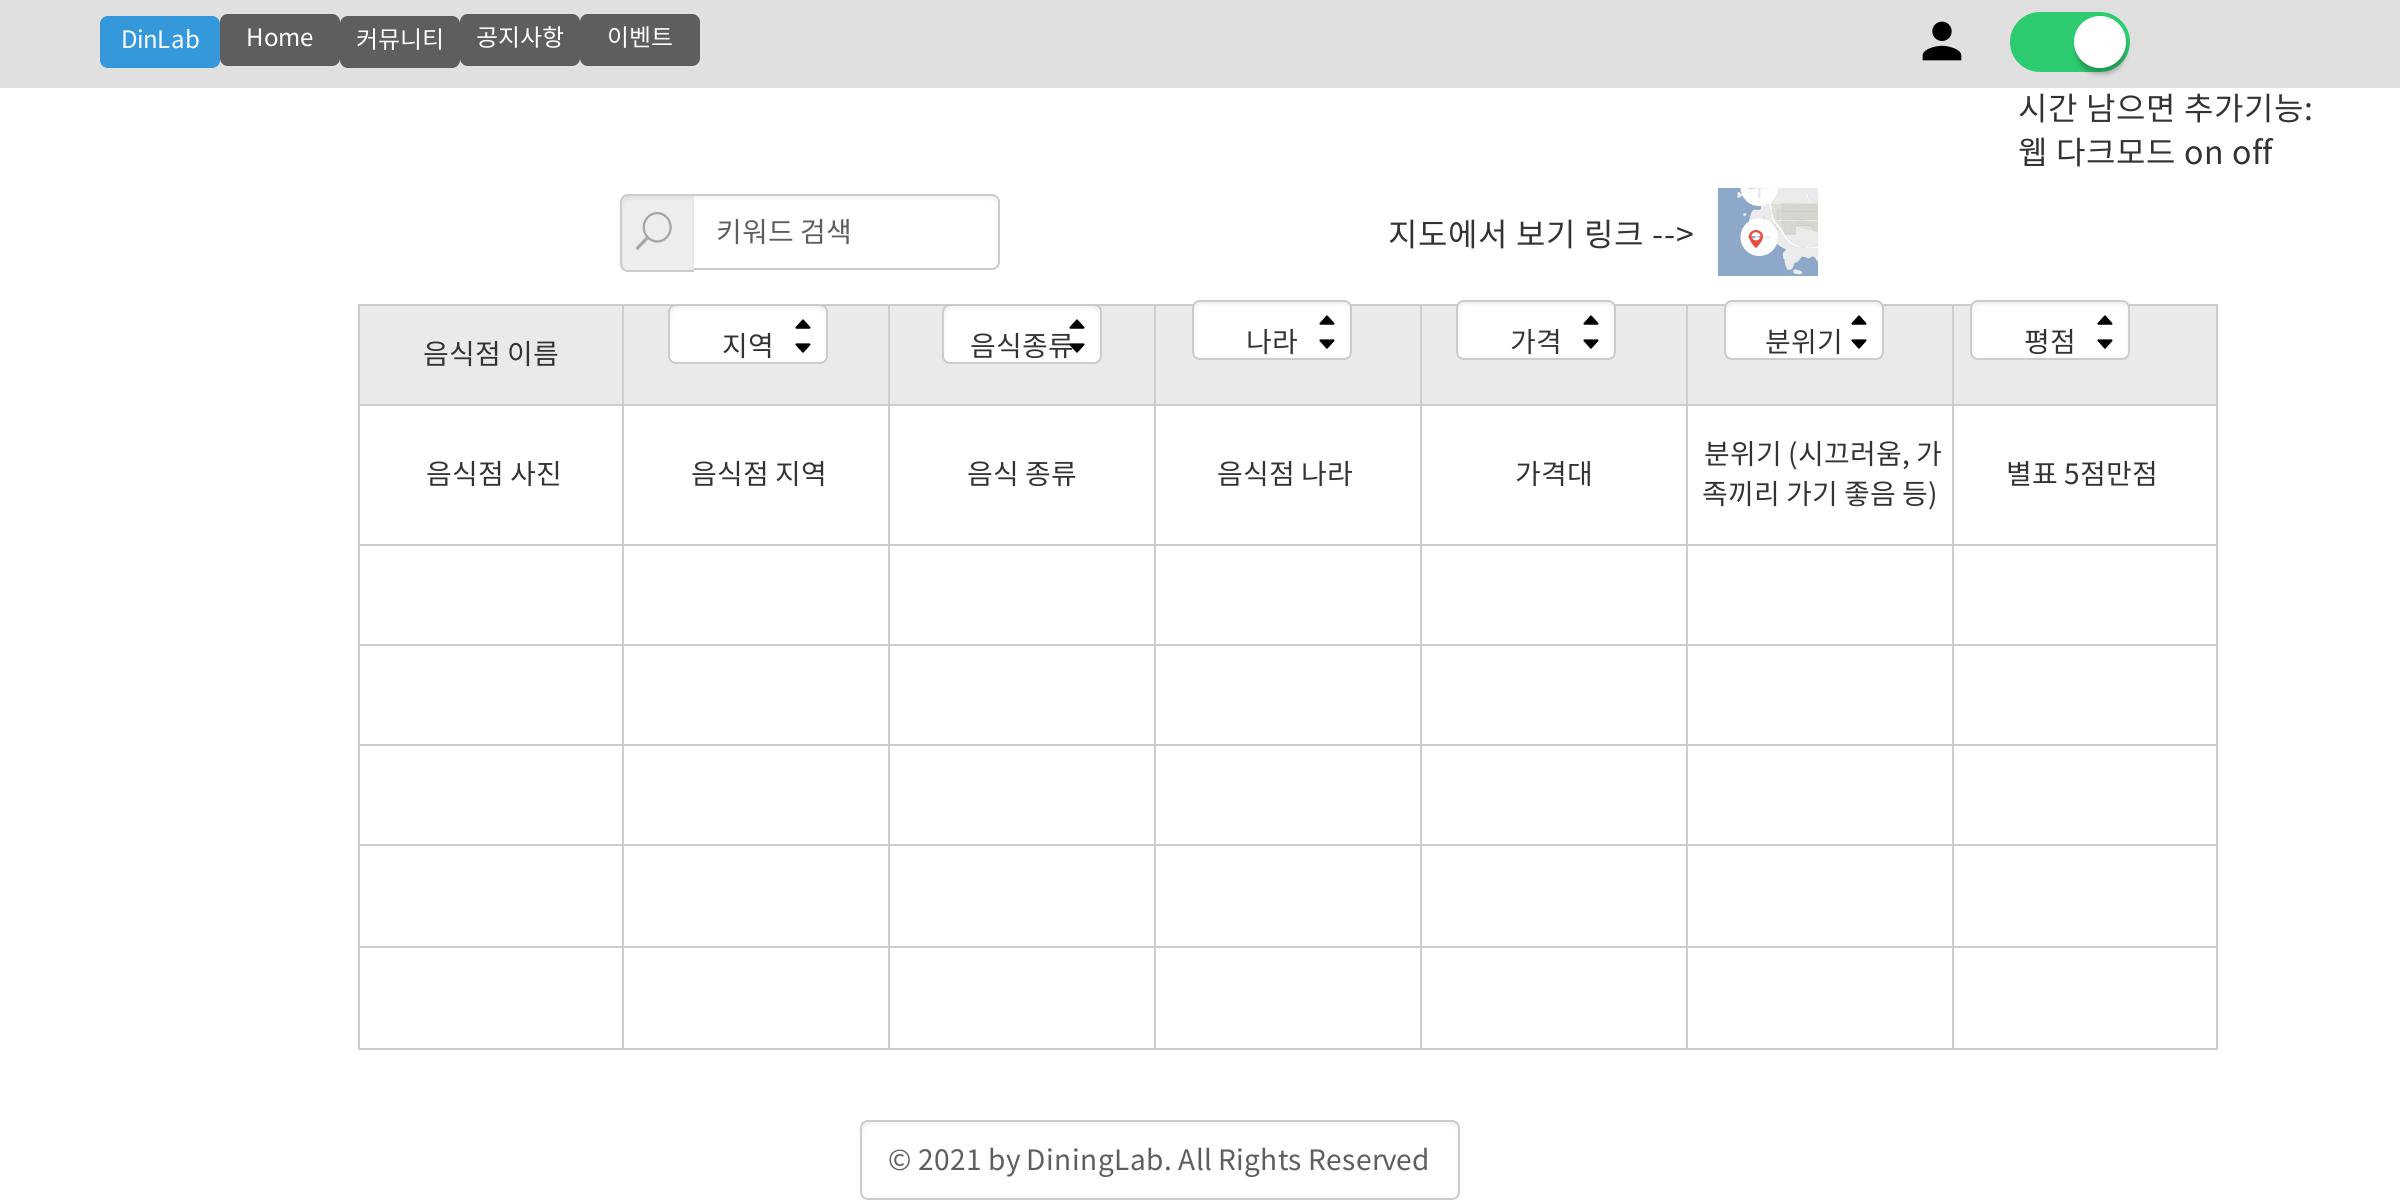 DinLab Home 커뮤니티 공지사항 이벤트
시간 남으면 추가기능:
웹 다크모드 on off
키워드 검색
지도에서 보기 링크 -->
음식점 이름 지역 음식종류 나라 가격 분위기 평점
음식점 사진 음식점 지역 음식 종류 음식점 나라 가격대 분위기 (시끄러움, 가
족끼리 가기 좋음 등) 별표 5점만점
© 2021 by DiningLab. All Rights Reserved